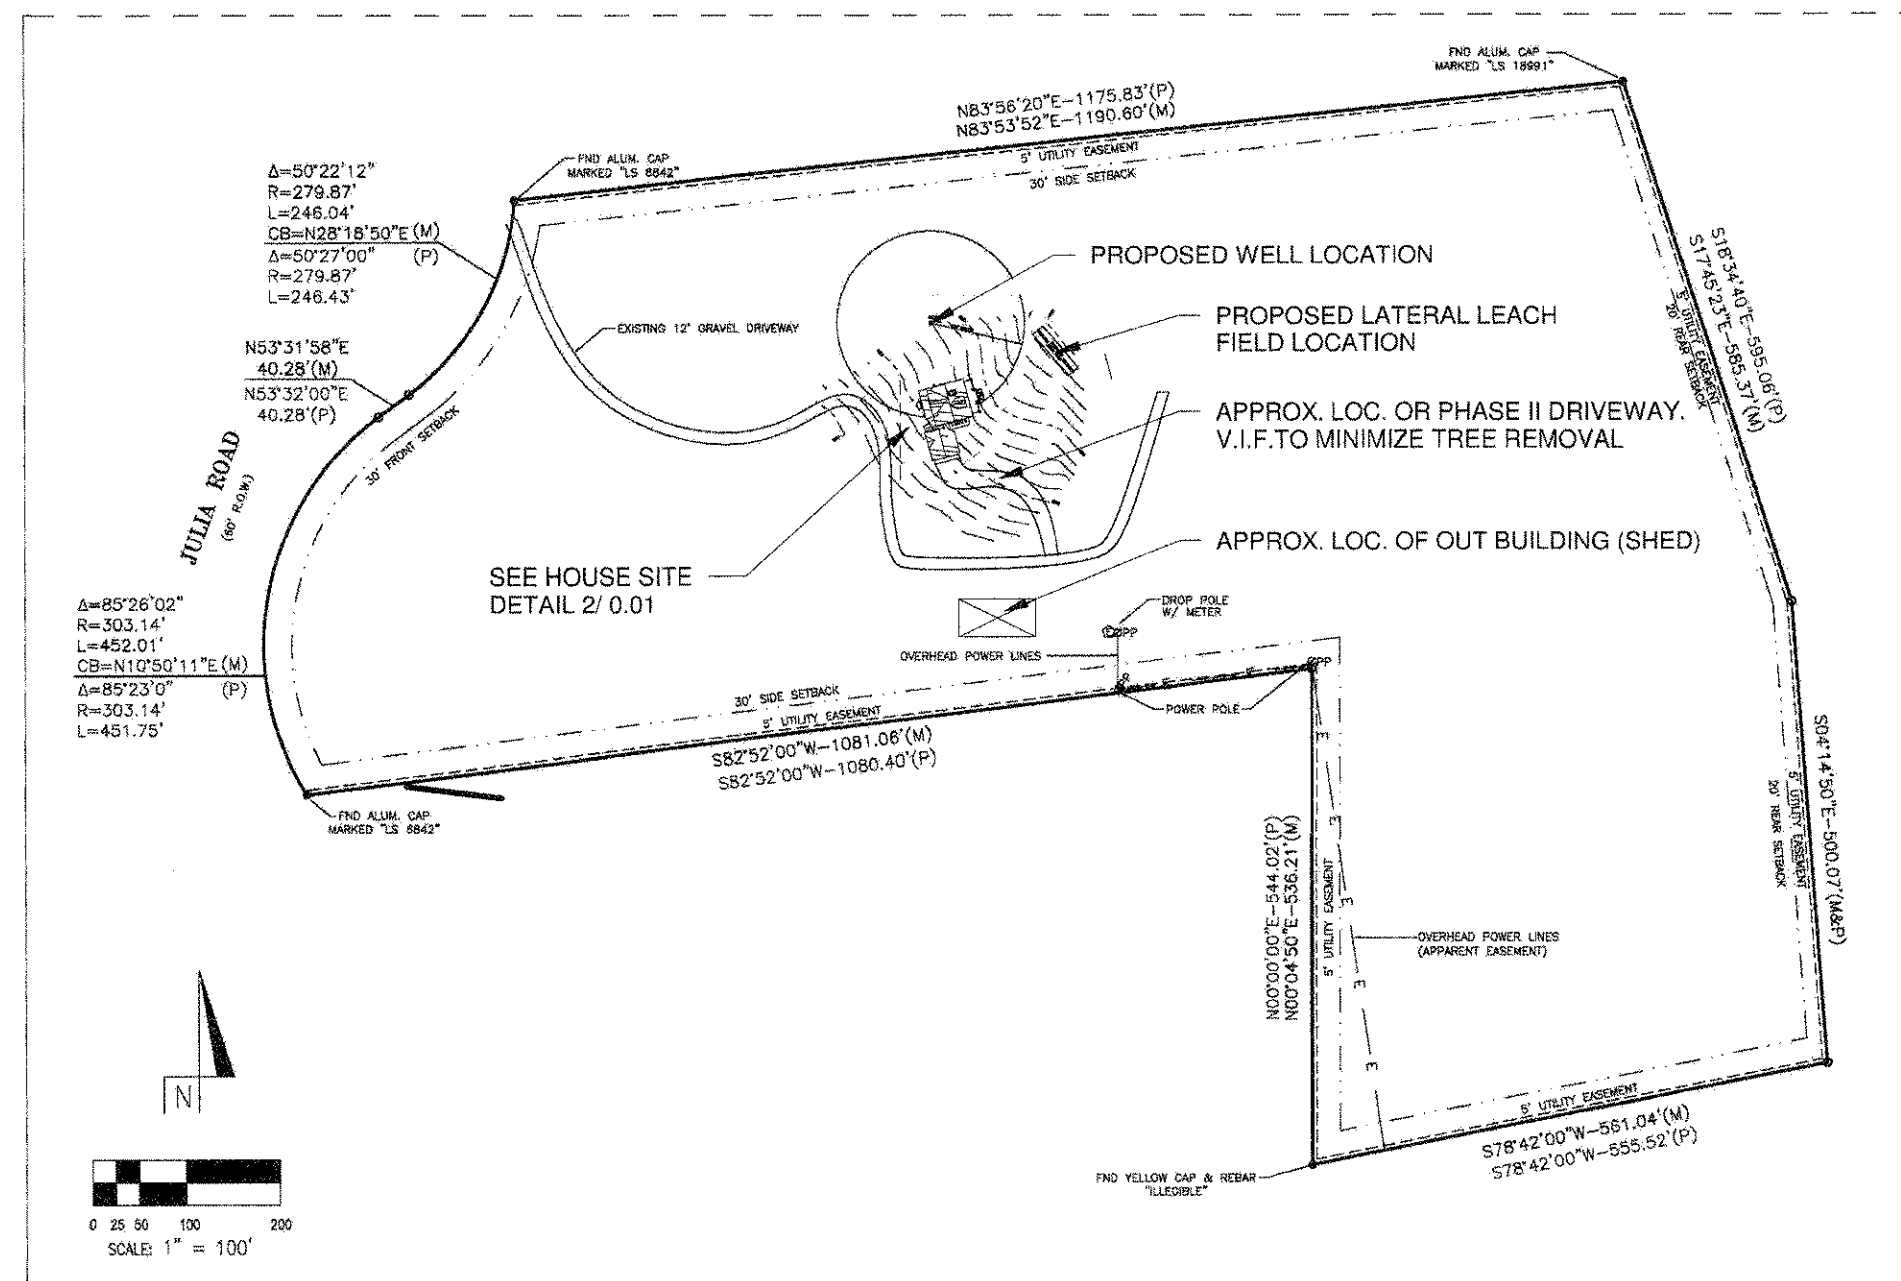 FND ALUM. CAP
MARKED "LS 18991"
N83°56'20"E-1175.83'(P)
N83°53'52"E-1190.60'(M)
5' UTILITY EASEMENT
30' SIDE SETBACK
FND ALUM. CAP
MARKED "LS 6842"
Δ=50°22'12"
R=279.87'
L=246.04'
CB=N28°18'50"E (M)
Δ=50°27'00" (P)
R=279.87'
L=246.43'
S18°34'40"E-595.06'(P)
S17°45'23"E-585.37'(M)
5' UTILITY EASEMENT
20' REAR SETBACK
PROPOSED WELL LOCATION
EXISTING 12' GRAVEL DRIVEWAY
PROPOSED LATERAL LEACH
FIELD LOCATION
N53°31'58"E
40.28'(M)
N53°32'00"E
40.28'(P)
30' FRONT SETBACK
APPROX. LOC. OR PHASE II DRIVEWAY.
V.I.F.TO MINIMIZE TREE REMOVAL
JULIA ROAD
(60' R.O.W.)
APPROX. LOC. OF OUT BUILDING (SHED)
SEE HOUSE SITE
DETAIL 2/ 0.01
Δ=85°26'02"
R=303.14'
L=452.01'
CB=N10°50'11"E (M)
Δ=85°23'0" (P)
R=303.14'
L=451.75'
DROP POLE
W/ METER
PP
OVERHEAD POWER LINES
PP
30' SIDE SETBACK
5' UTILITY EASEMENT
POWER POLE
S82°52'00"W-1081.06'(M)
S82°52'00"W-1080.40'(P)
FND ALUM. CAP
MARKED "LS 6842"
E
E
E
E
E
N00°00'00"E-544.02'(P)
N00°04'50"E-536.21'(M)
5' UTILITY EASEMENT
OVERHEAD POWER LINES
(APPARENT EASEMENT)
S04°14'50"E-500.07'(M&P)
5' UTILITY EASEMENT
20' REAR SETBACK
5' UTILITY EASEMENT
S78°42'00"W-561.04'(M)
S78°42'00"W-555.52'(P)
FND YELLOW CAP & REBAR
"ILLEGIBLE"
N
0 25 50 100 200
SCALE: 1" = 100'